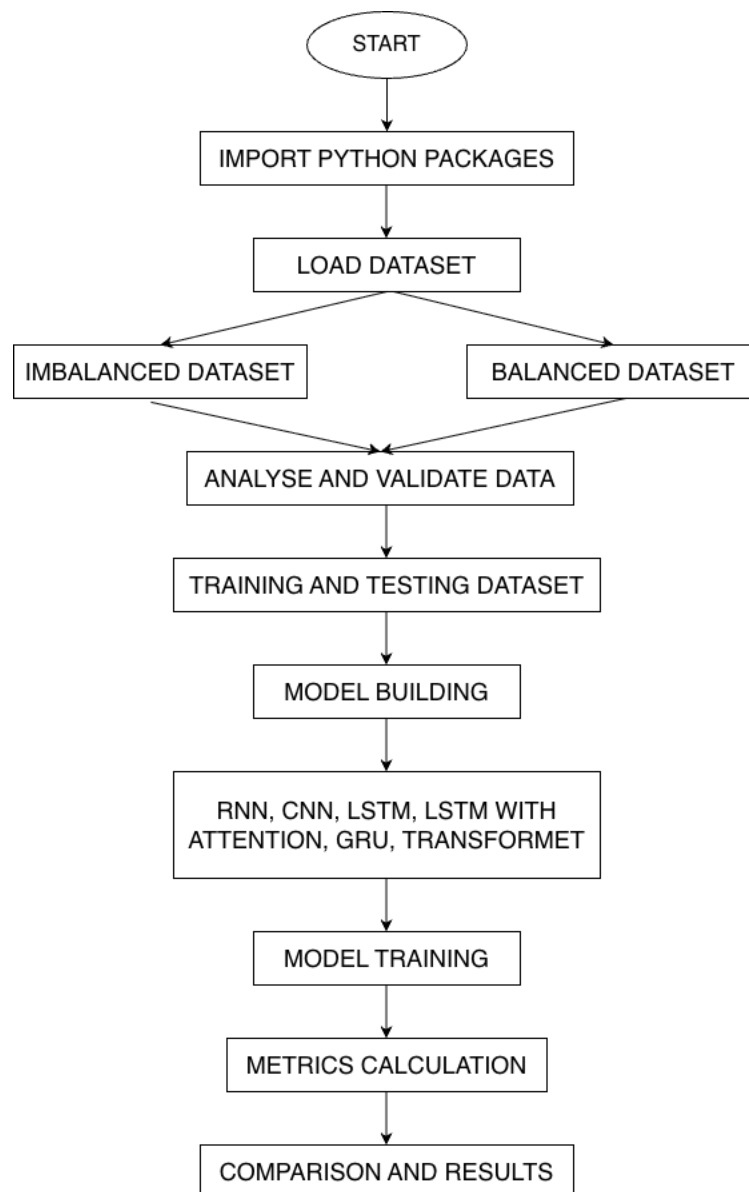 START
IMPORT PYTHON PACKAGES
LOAD DATASET
IMBALANCED DATASET
BALANCED DATASET
ANALYSE AND VALIDATE DATA
TRAINING AND TESTING DATASET
MODEL BUILDING
RNN, CNN, LSTM, LSTM WITH
ATTENTION, GRU, TRANSFORMET
MODEL TRAINING
METRICS CALCULATION
COMPARISON AND RESULTS